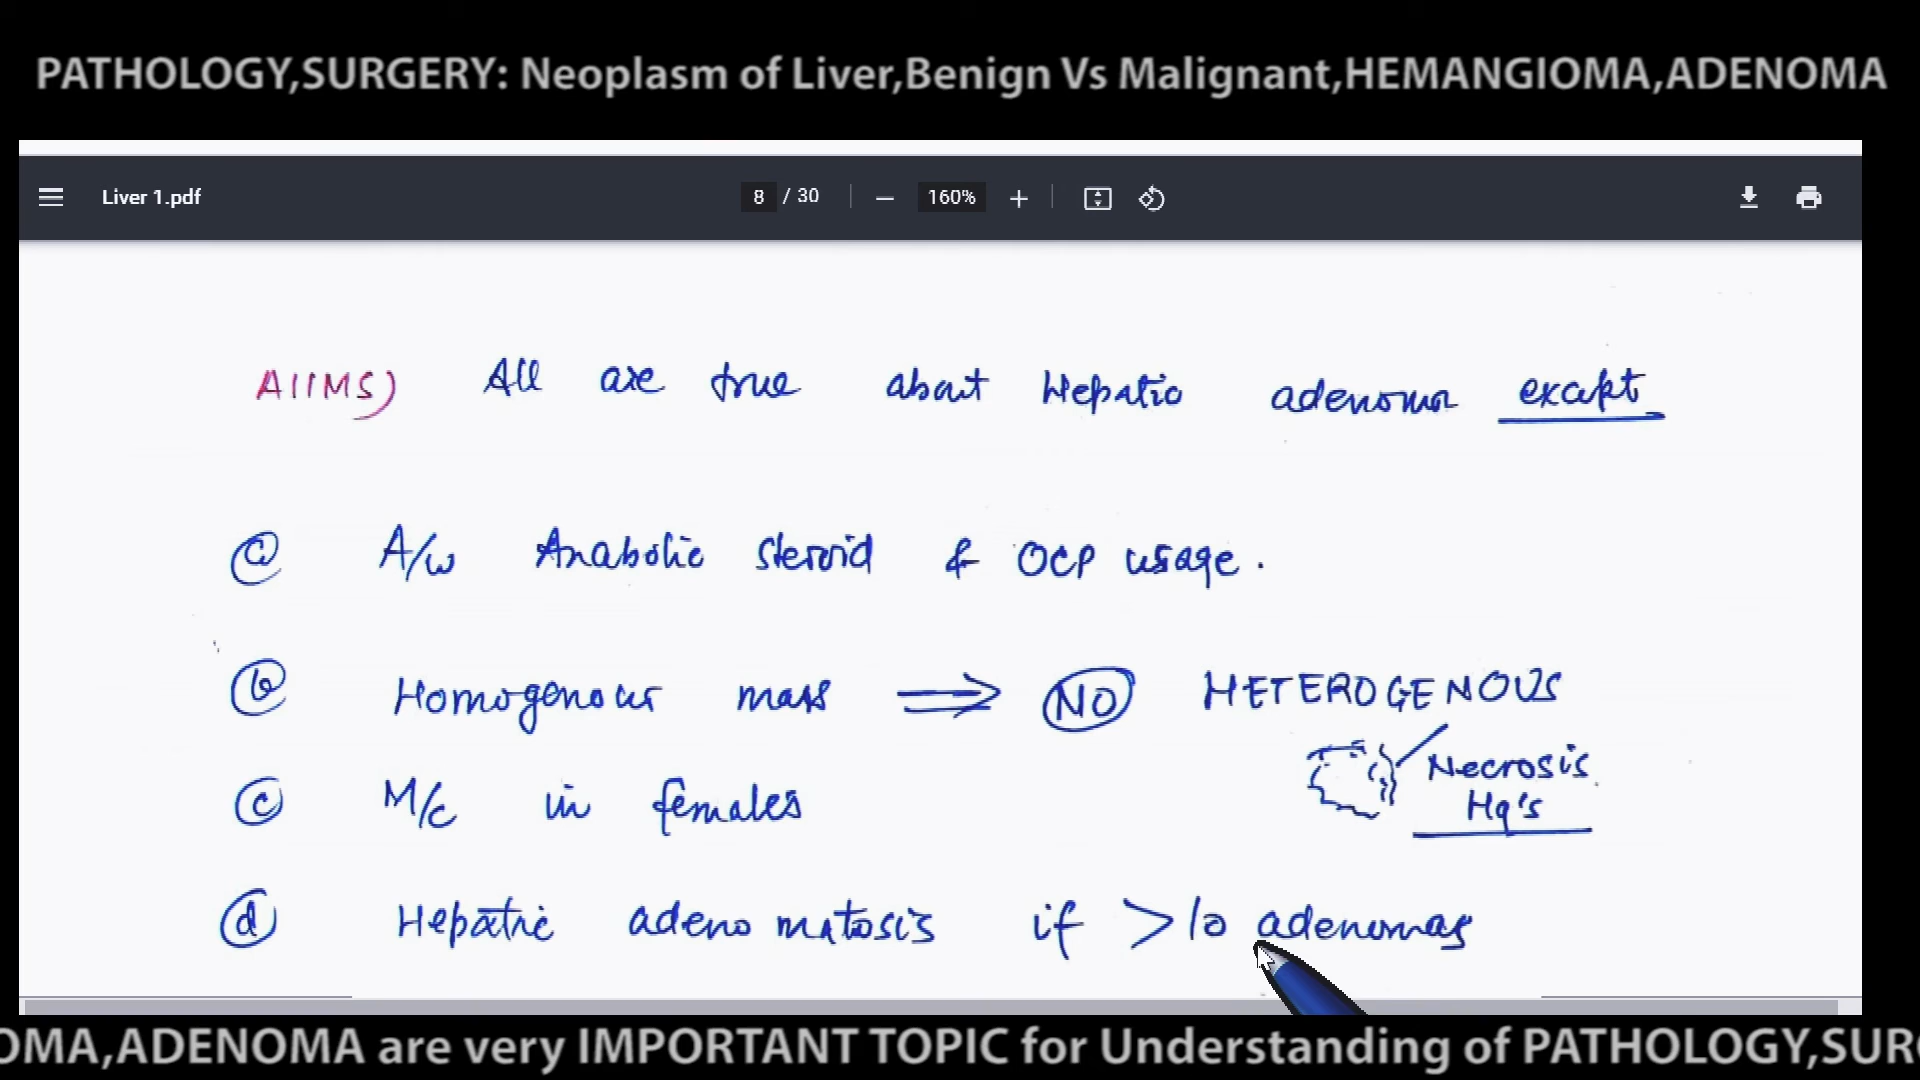 PATHOLOGY,SURGERY: Neoplasm of Liver,Benign Vs Malignant,HEMANGIOMA,ADENOMA
Liver 1.pdf 8 / 30 160%
AIIMS) All are true about Hepatic adenoma except
a A/w Anabolic steroid & OCP usage.
b Homogenous mass ⇒ NO HETEROGENOUS
Necrosis
Hg's
c M/c in females
d Hepatic adenomatosis if >10 adenomas
OMA,ADENOMA are very IMPORTANT TOPIC for Understanding of PATHOLOGY,SUR